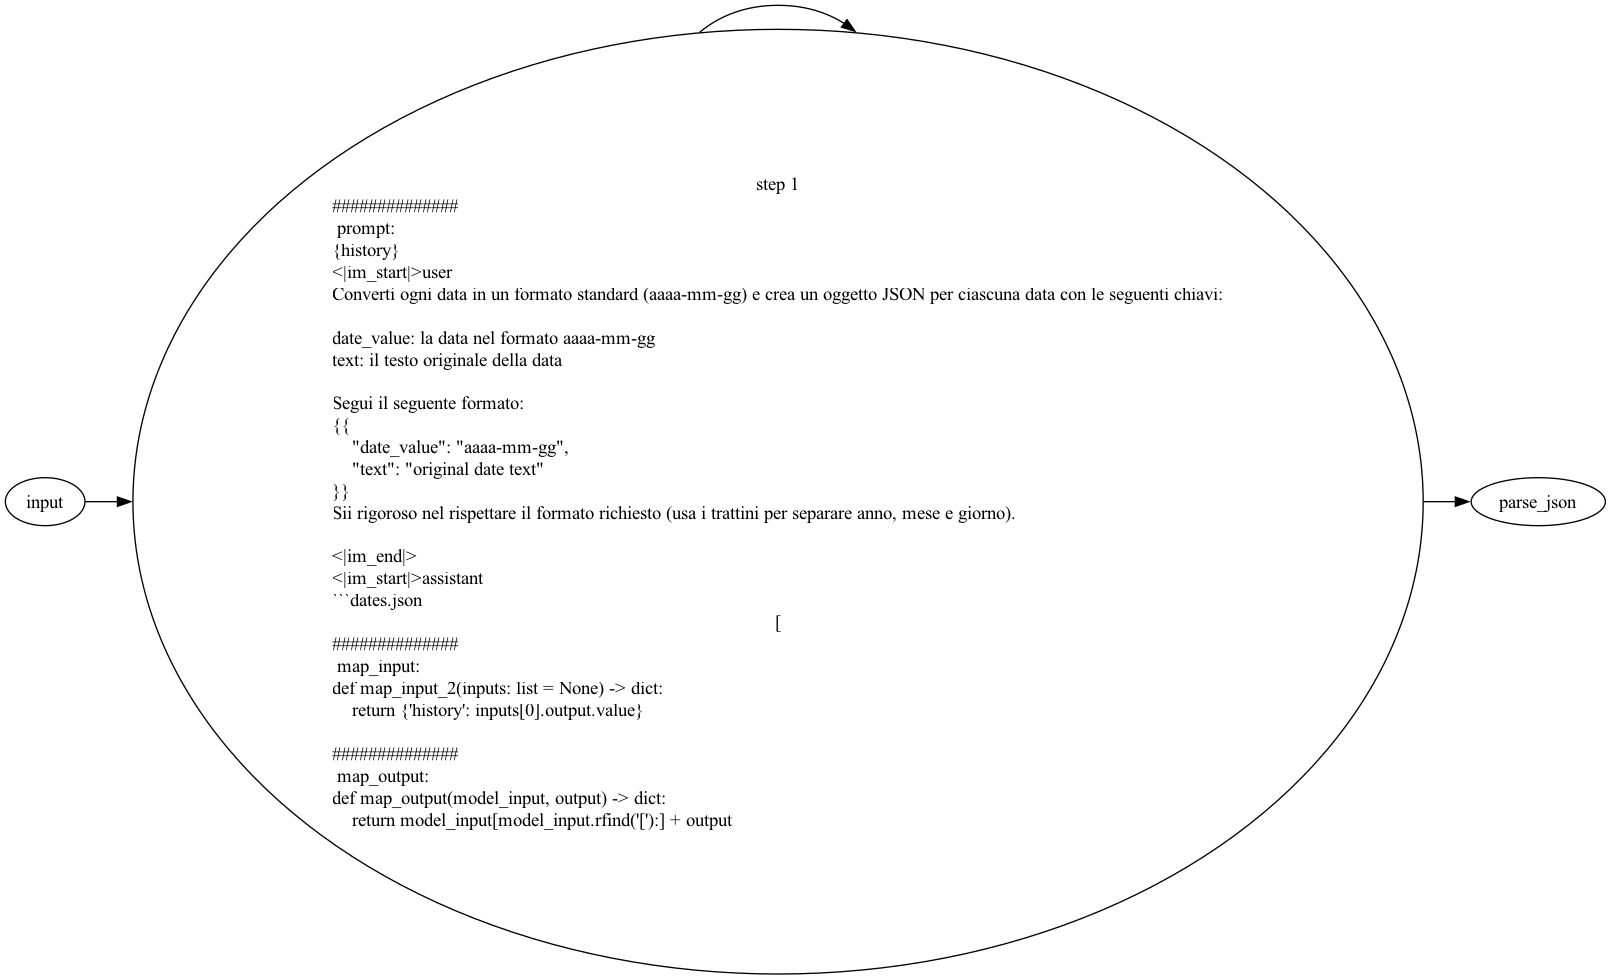 step 1
##############
prompt:
{history}
<|im_start|>user
Converti ogni data in un formato standard (aaaa-mm-gg) e crea un oggetto JSON per ciascuna data con le seguenti chiavi:
date_value: la data nel formato aaaa-mm-gg
text: il testo originale della data
Segui il seguente formato:
{{
    "date_value": "aaaa-mm-gg",
    "text": "original date text"
}}
Sii rigoroso nel rispettare il formato richiesto (usa i trattini per separare anno, mese e giorno).
<|im_end|>
<|im_start|>assistant
```dates.json
[
##############
map_input:
def map_input_2(inputs: list = None) -> dict:
    return {'history': inputs[0].output.value}
##############
map_output:
def map_output(model_input, output) -> dict:
    return model_input[model_input.rfind('['):] + output
input
parse_json